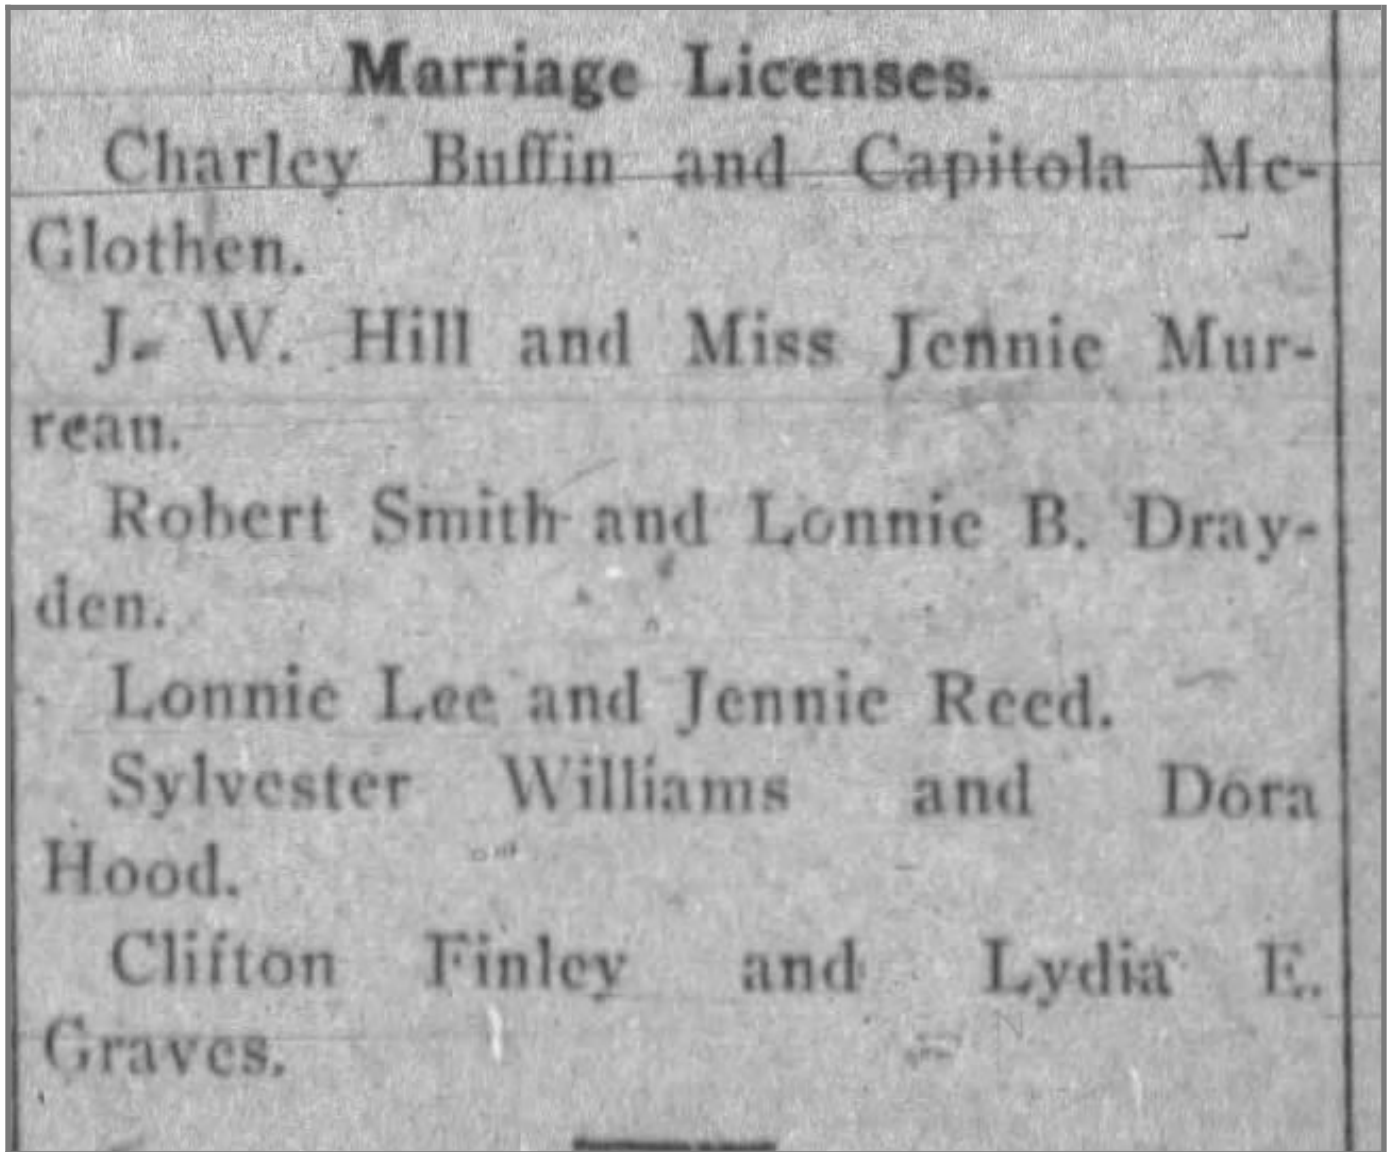 Marriage Licenses.
Charley Buffin and Capitola Mc-
Glothen.
J. W. Hill and Miss Jennie Mur-
reau.
Robert Smith and Lonnie B. Dray-
den.
Lonnie Lee and Jennie Reed.
Sylvester Williams and Dora
Hood.
Clifton Finley and Lydia E.
Graves.